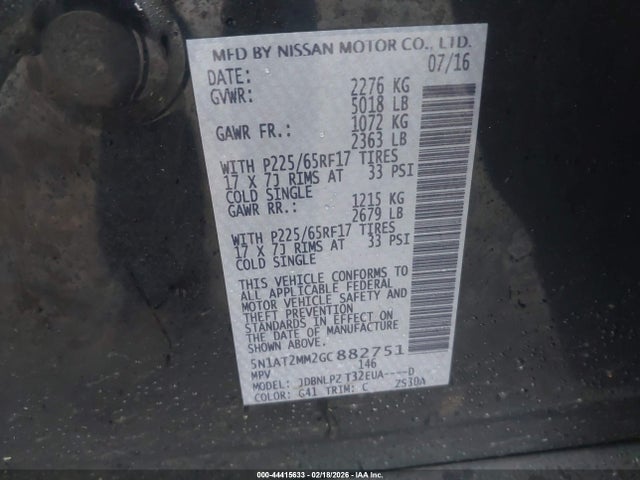 MFD BY NISSAN MOTOR CO., LTD.
DATE: 07/16
GVWR: 2276 KG
5018 LB
GAWR FR.: 1072 KG
2363 LB
WITH P225/65RF17 TIRES
17 X 7J RIMS AT 33 PSI
COLD SINGLE
GAWR RR.: 1215 KG
2679 LB
WITH P225/65RF17 TIRES
17 X 7J RIMS AT 33 PSI
COLD SINGLE
THIS VEHICLE CONFORMS TO
ALL APPLICABLE FEDERAL
MOTOR VEHICLE SAFETY AND
THEFT PREVENTION
STANDARDS IN EFFECT ON
THE DATE OF MANUFACTURE
SHOWN ABOVE.
5N1AT2MM2GC882751
MPV 146
MODEL: JDBNLPZ T32EUA----D
COLOR: G41 TRIM: C ZS30A
000-44415633 - 02/18/2026 - IAA Inc.